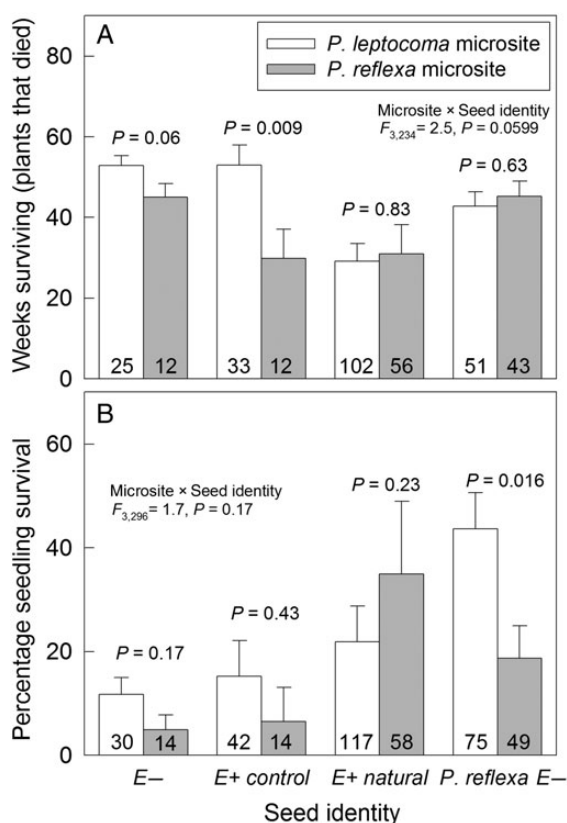 A
P. leptocoma microsite
P. reflexa microsite
Microsite × Seed identity
F3,234= 2.5, P = 0.0599
P = 0.06
P = 0.009
P = 0.83
P = 0.63
Weeks surviving (plants that died)
80
60
40
20
0
25 12 33 12 102 56 51 43
B
Microsite × Seed identity
F3,296= 1.7, P = 0.17
P = 0.17
P = 0.43
P = 0.23
P = 0.016
Percentage seedling survival
60
40
20
0
30 14 42 14 117 58 75 49
E– E+ control E+ natural P. reflexa E–
Seed identity